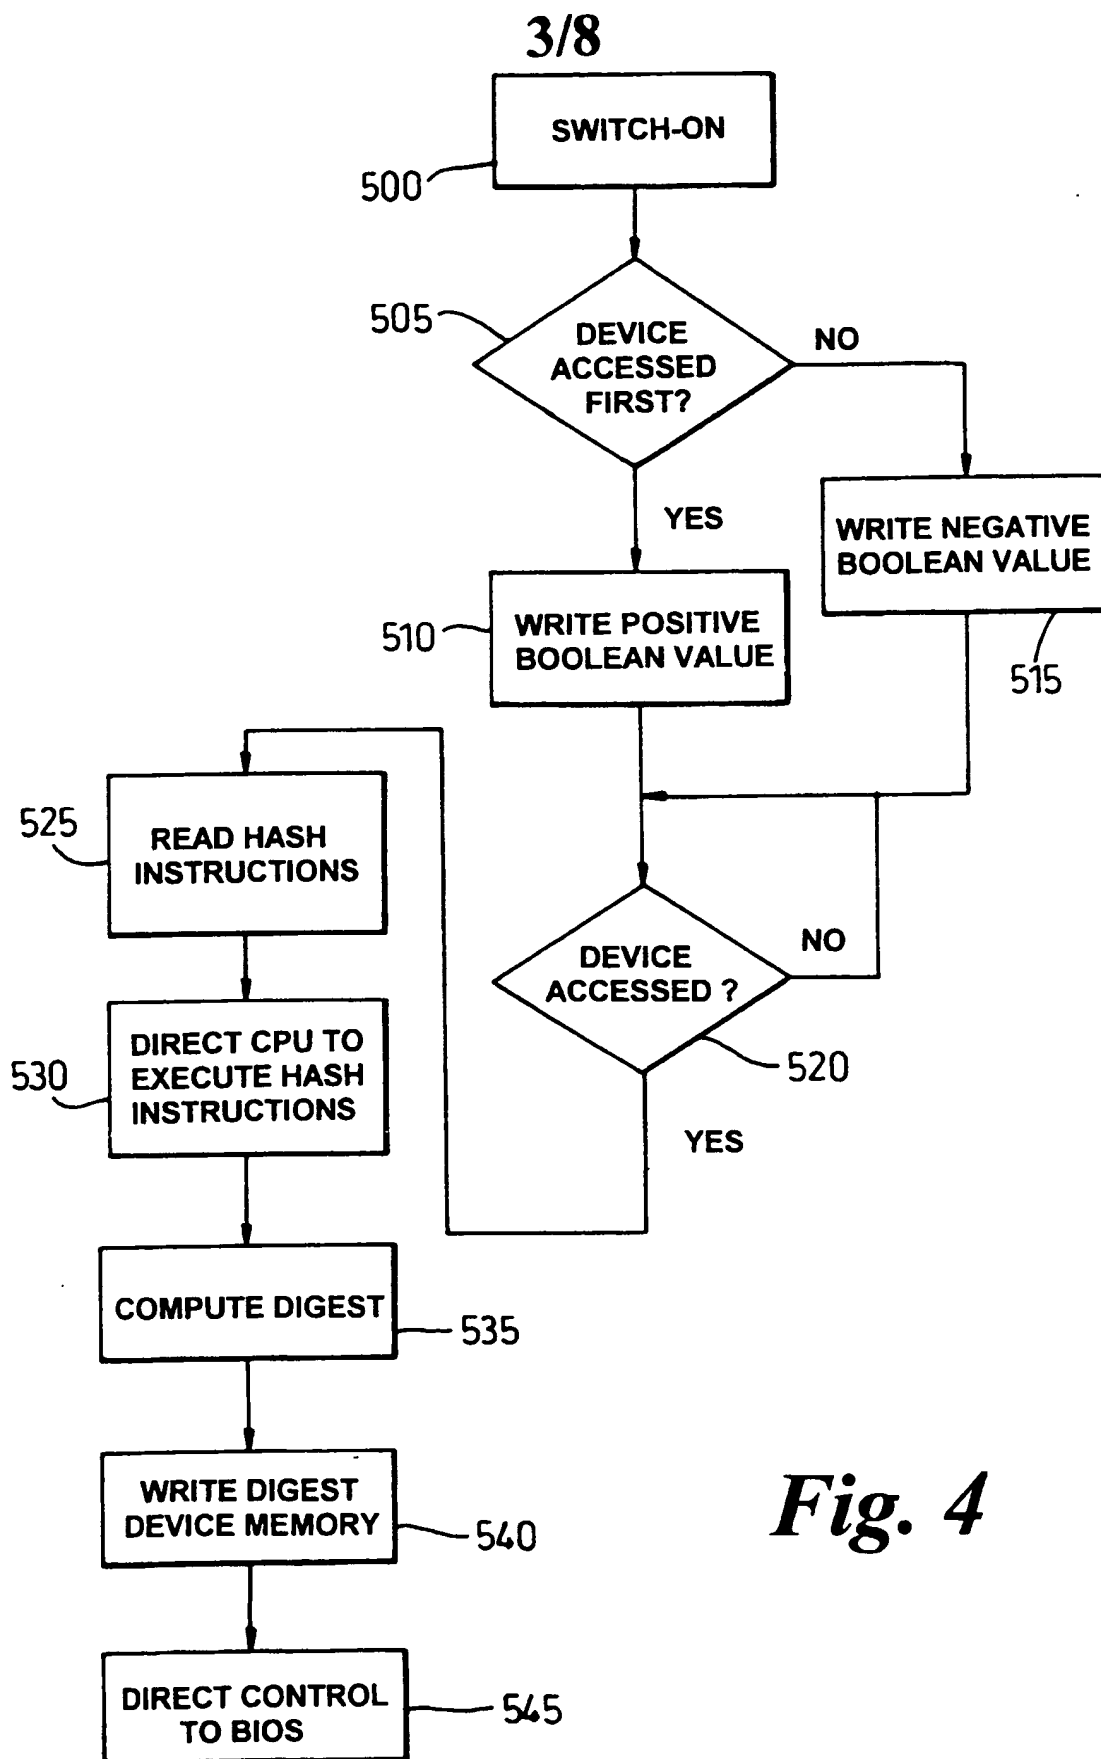 3/8
SWITCH-ON
500
505
DEVICE
ACCESSED
FIRST?
NO
YES
WRITE NEGATIVE
BOOLEAN VALUE
515
510
WRITE POSITIVE
BOOLEAN VALUE
525
READ HASH
INSTRUCTIONS
DEVICE
ACCESSED ?
NO
520
YES
530
DIRECT CPU TO
EXECUTE HASH
INSTRUCTIONS
COMPUTE DIGEST
535
WRITE DIGEST
DEVICE MEMORY
540
DIRECT CONTROL
TO BIOS
545
Fig. 4